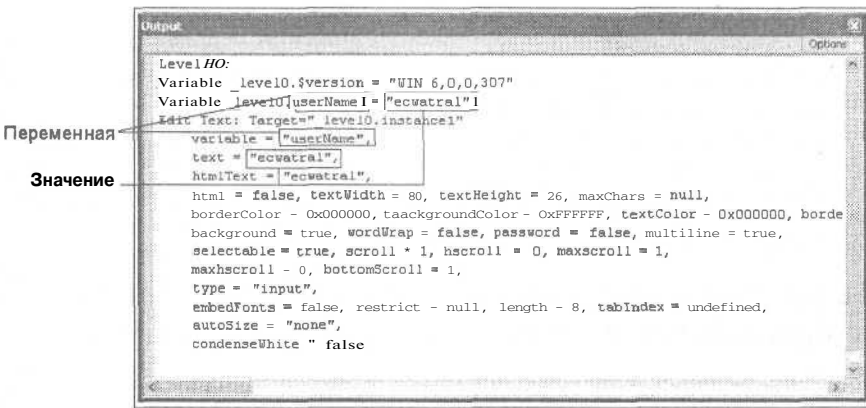 Output
Options
Level HO:
Variable _level0.$version = "WIN 6,0,0,307"
Variable _level0.userName I = "ecwatral" l
Edit Text: Target="_level0.instance1"
Переменная
variable = "userName",
text = "ecwatral",
Значение
htmlText = "ecwatral",
html = false, textWidth = 80, textHeight = 26, maxChars = null,
borderColor - 0x000000, taackgroundColor - OxFFFFFF, textColor - 0x000000, borde
background = true, wordWrap = false, password = false, multiline = true,
selectable = true, scroll * 1, hscroll = 0, maxscroll = 1,
maxhscroll - 0, bottomScroll = 1,
type = "input",
embedFonts = false, restrict - null, length - 8, tabIndex = undefined,
autoSize = "none",
condenseWhite " false